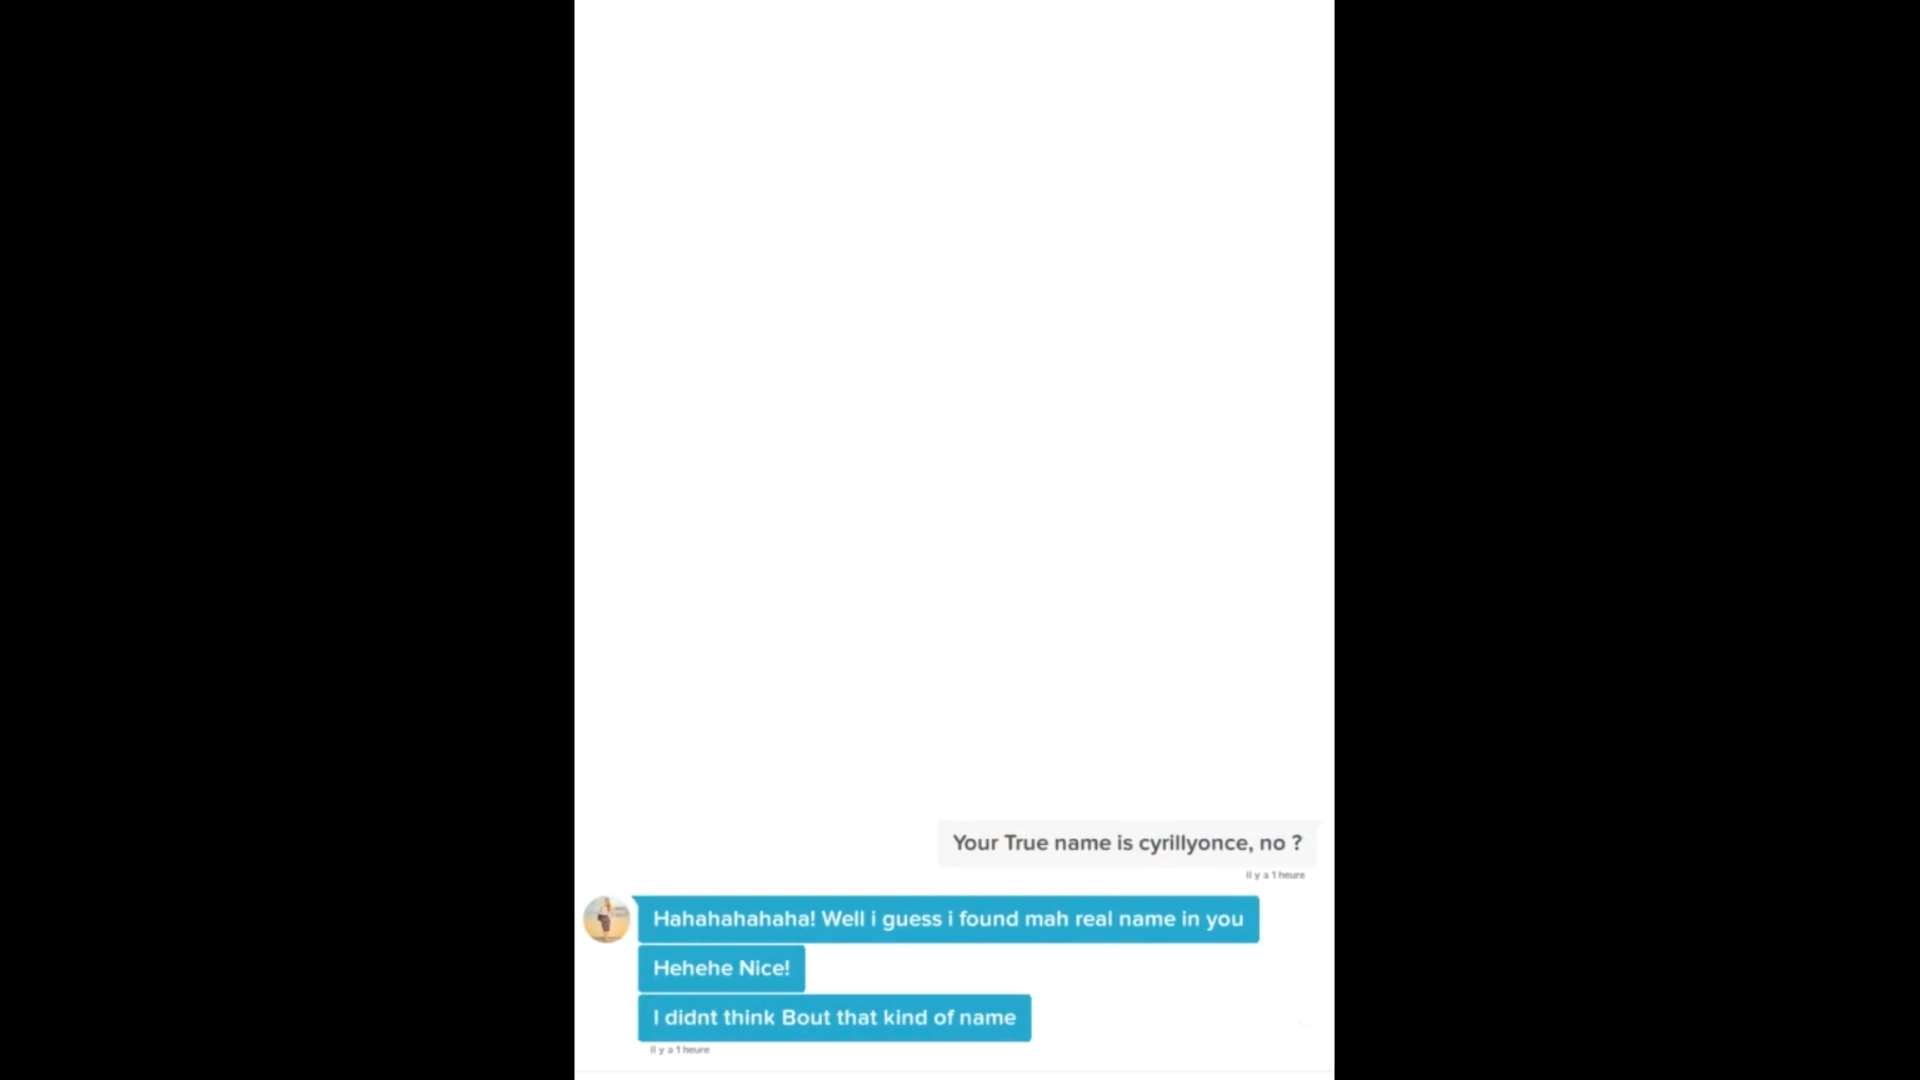 Your True name is cyrillyonce, no ?
il y a 1 heure
Hahahahahaha! Well i guess i found mah real name in you
Hehehe Nice!
I didnt think Bout that kind of name
il y a 1 heure